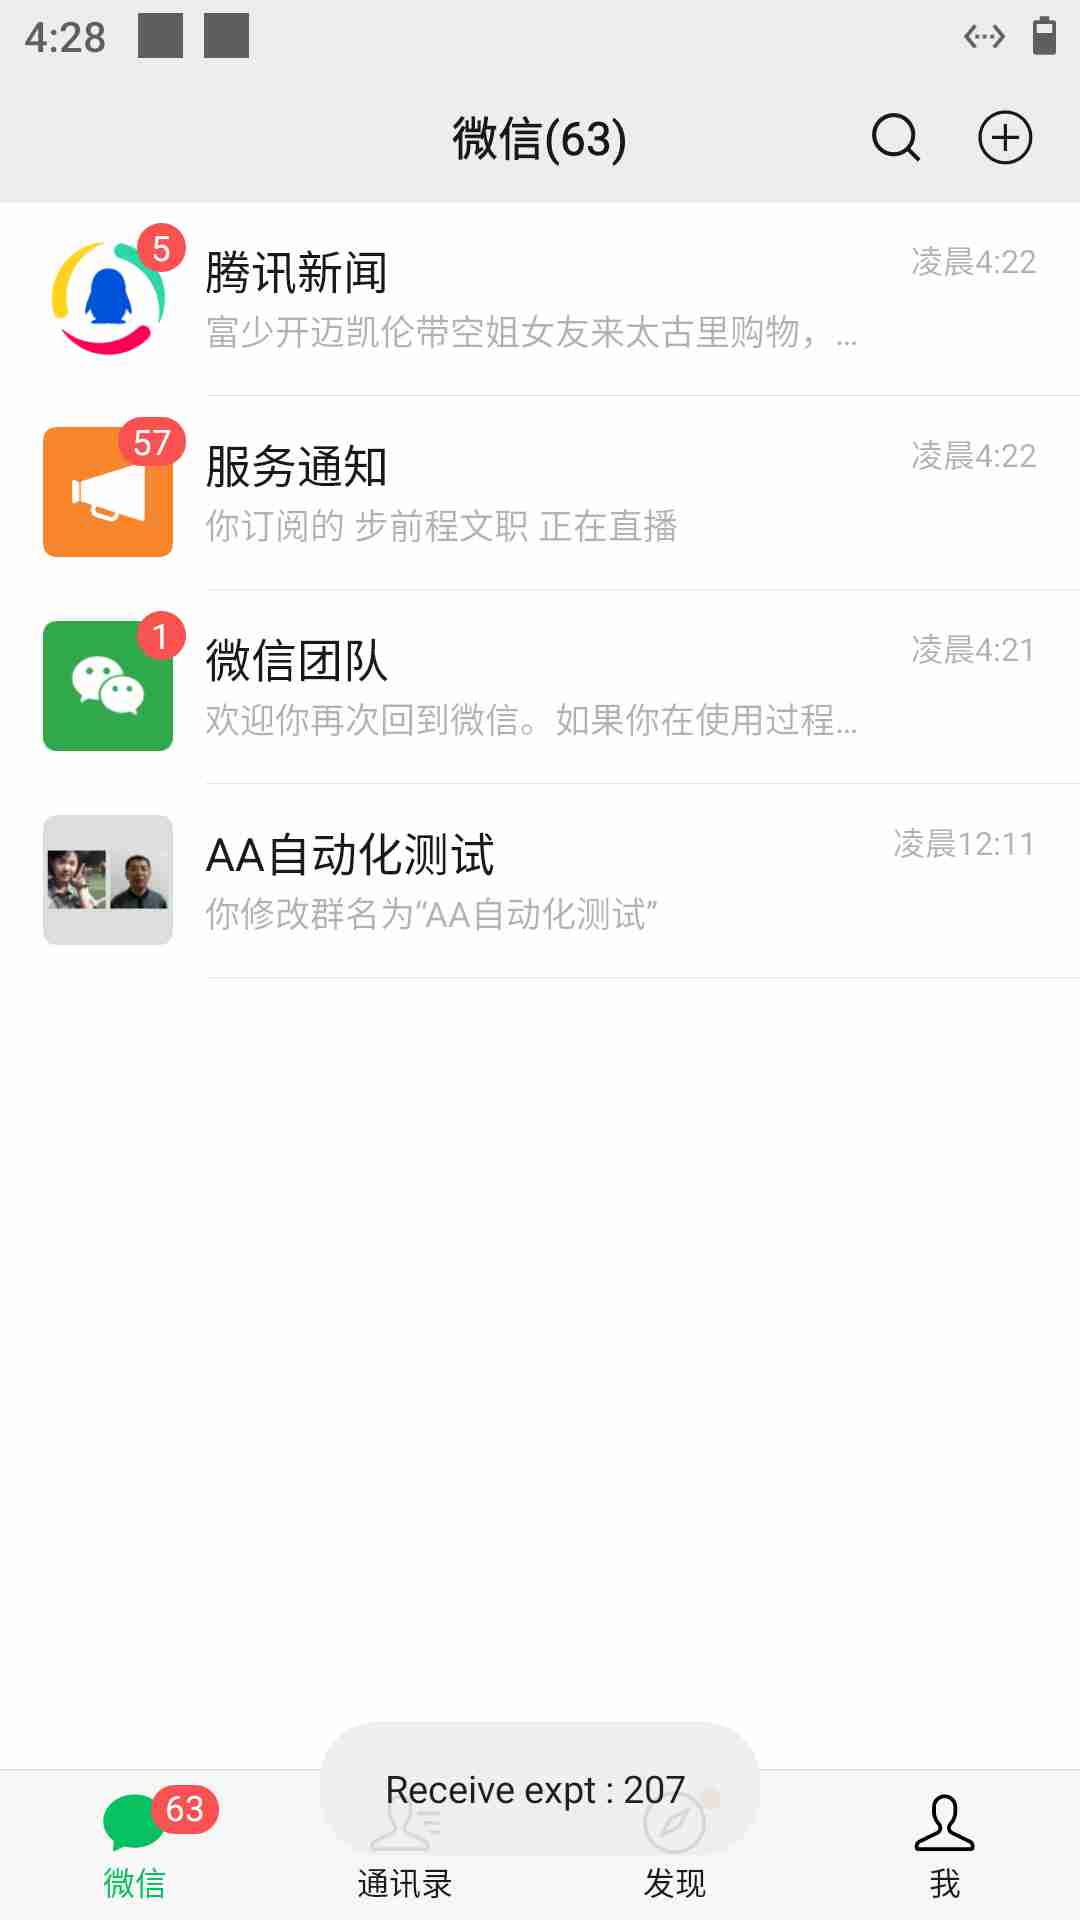 4:28
微信(63)
5
腾讯新闻
凌晨4:22
富少开迈凯伦带空姐女友来太古里购物，...
57
服务通知
凌晨4:22
你订阅的 步前程文职 正在直播
1
微信团队
凌晨4:21
欢迎你再次回到微信。如果你在使用过程...
AA自动化测试
凌晨12:11
你修改群名为“AA自动化测试”
Receive expt : 207
63
微信
通讯录
发现
我